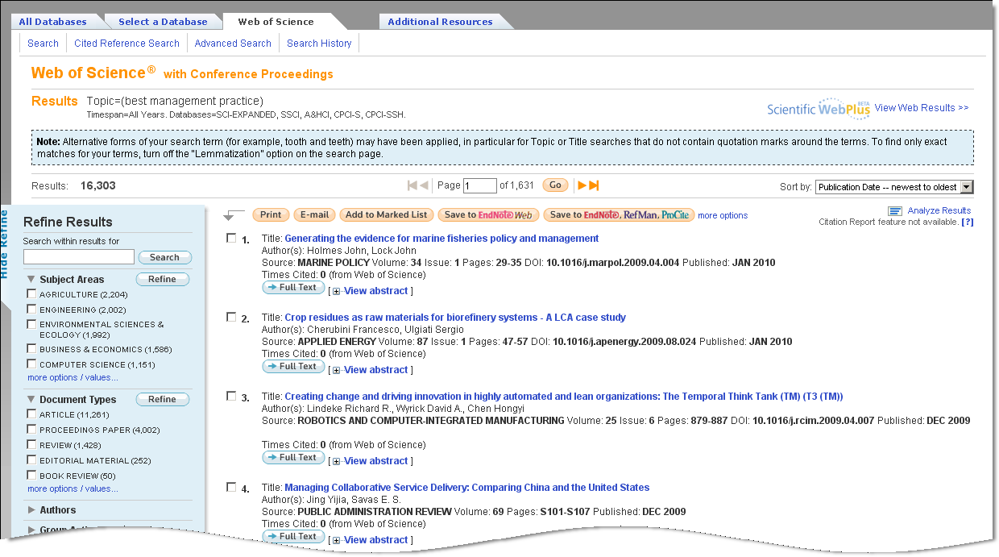 All Databases
Select a Database
Web of Science
Additional Resources
Search
Cited Reference Search
Advanced Search
Search History
Web of Science® with Conference Proceedings
Results Topic=(best management practice)
Timespan=All Years. Databases=SCI-EXPANDED, SSCI, A&HCI, CPCI-S, CPCI-SSH.
Scientific WebPlus BETA View Web Results >>
Note: Alternative forms of your search term (for example, tooth and teeth) may have been applied, in particular for Topic or Title searches that do not contain quotation marks around the terms. To find only exact
matches for your terms, turn off the "Lemmatization" option on the search page.
Results: 16,303
Page 1 of 1,631 Go
Sort by: Publication Date -- newest to oldest
Hide Refine
Refine Results
Search within results for
Search
Subject Areas Refine
AGRICULTURE (2,204)
ENGINEERING (2,002)
ENVIRONMENTAL SCIENCES &
ECOLOGY (1,992)
BUSINESS & ECONOMICS (1,586)
COMPUTER SCIENCE (1,151)
more options / values...
Document Types Refine
ARTICLE (11,261)
PROCEEDINGS PAPER (4,002)
REVIEW (1,428)
EDITORIAL MATERIAL (252)
BOOK REVIEW (50)
more options / values...
Authors
Print
E-mail
Add to Marked List
Save to EndNote Web
Save to EndNote, RefMan, ProCite
more options
Analyze Results
Citation Report feature not available. [?]
1. Title: Generating the evidence for marine fisheries policy and management
Author(s): Holmes John, Lock John
Source: MARINE POLICY Volume: 34 Issue: 1 Pages: 29-35 DOI: 10.1016/j.marpol.2009.04.004 Published: JAN 2010
Times Cited: 0 (from Web of Science)
Full Text [ View abstract ]
2. Title: Crop residues as raw materials for biorefinery systems - A LCA case study
Author(s): Cherubini Francesco, Ulgiati Sergio
Source: APPLIED ENERGY Volume: 87 Issue: 1 Pages: 47-57 DOI: 10.1016/j.apenergy.2009.08.024 Published: JAN 2010
Times Cited: 0 (from Web of Science)
Full Text [ View abstract ]
3. Title: Creating change and driving innovation in highly automated and lean organizations: The Temporal Think Tank (TM) (T3 (TM))
Author(s): Lindeke Richard R., Wyrick David A., Chen Hongyi
Source: ROBOTICS AND COMPUTER-INTEGRATED MANUFACTURING Volume: 25 Issue: 6 Pages: 879-887 DOI: 10.1016/j.rcim.2009.04.007 Published: DEC 2009
Times Cited: 0 (from Web of Science)
Full Text [ View abstract ]
4. Title: Managing Collaborative Service Delivery: Comparing China and the United States
Author(s): Jing Yijia, Savas E. S.
Source: PUBLIC ADMINISTRATION REVIEW Volume: 69 Pages: S101-S107 Published: DEC 2009
Times Cited: 0 (from Web of Science)
Full Text [ View abstract ]